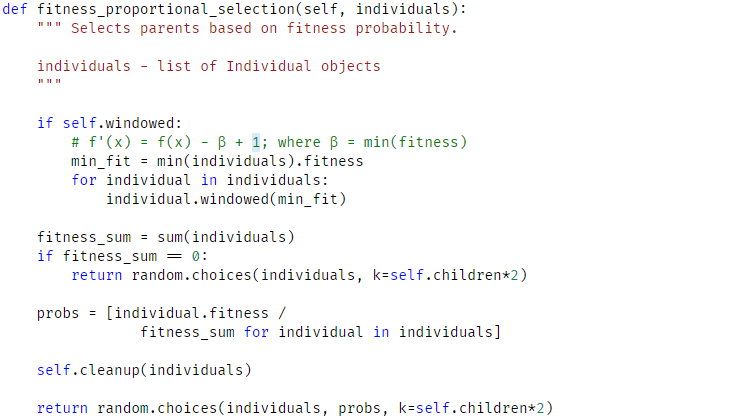 def fitness_proportional_selection(self, individuals):
    """ Selects parents based on fitness probability.

    individuals - list of Individual objects
    """

    if self.windowed:
        # f'(x) = f(x) - β + 1; where β = min(fitness)
        min_fit = min(individuals).fitness
        for individual in individuals:
            individual.windowed(min_fit)

    fitness_sum = sum(individuals)
    if fitness_sum == 0:
        return random.choices(individuals, k=self.children*2)

    probs = [individual.fitness /
                fitness_sum for individual in individuals]

    self.cleanup(individuals)

    return random.choices(individuals, probs, k=self.children*2)